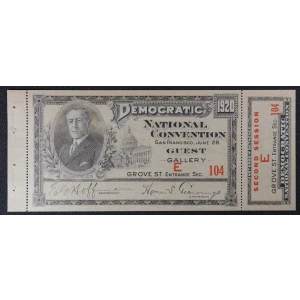 DEMOCRATIC 1920
NATIONAL
CONVENTION
SAN FRANCISCO, JUNE 28
GUEST
GALLERY
E 104
GROVE ST. ENTRANCE SEC.
SECOND SESSION
E
GROVE ST. ENTRANCE SEC.
104